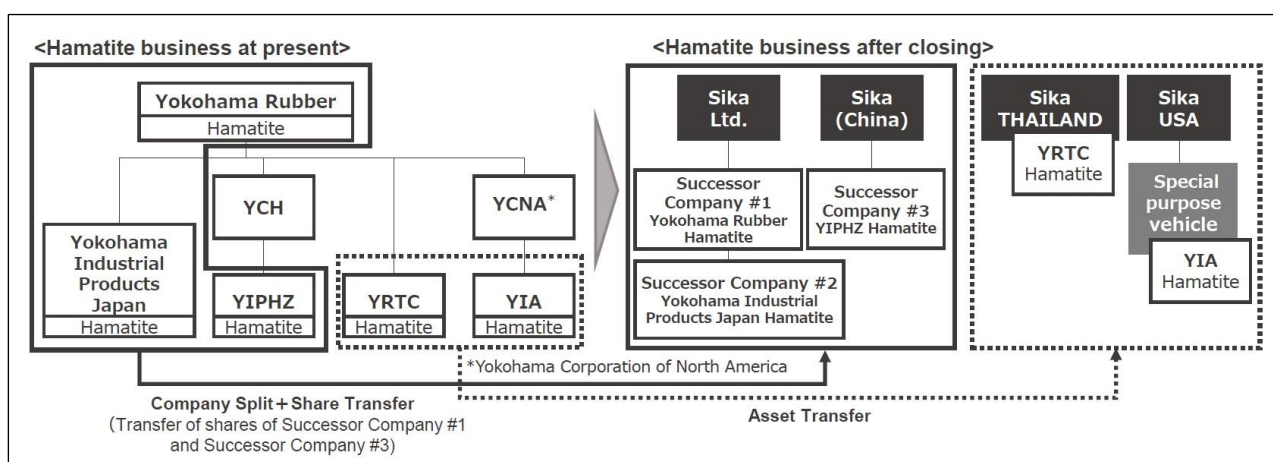 <Hamatite business at present>
Yokohama Rubber
Hamatite
YCH
YCNA*
Yokohama
Industrial
Products
Japan
Hamatite
YIPHZ
Hamatite
YRTC
Hamatite
YIA
Hamatite
*Yokohama Corporation of North America
Company Split+Share Transfer
(Transfer of shares of Successor Company #1
and Successor Company #3)
<Hamatite business after closing>
Sika
Ltd.
Sika
(China)
Successor
Company #1
Yokohama Rubber
Hamatite
Successor
Company #3
YIPHZ Hamatite
Successor Company #2
Yokohama Industrial
Products Japan Hamatite
Sika
THAILAND
YRTC
Hamatite
Sika
USA
Special
purpose
vehicle
YIA
Hamatite
Asset Transfer